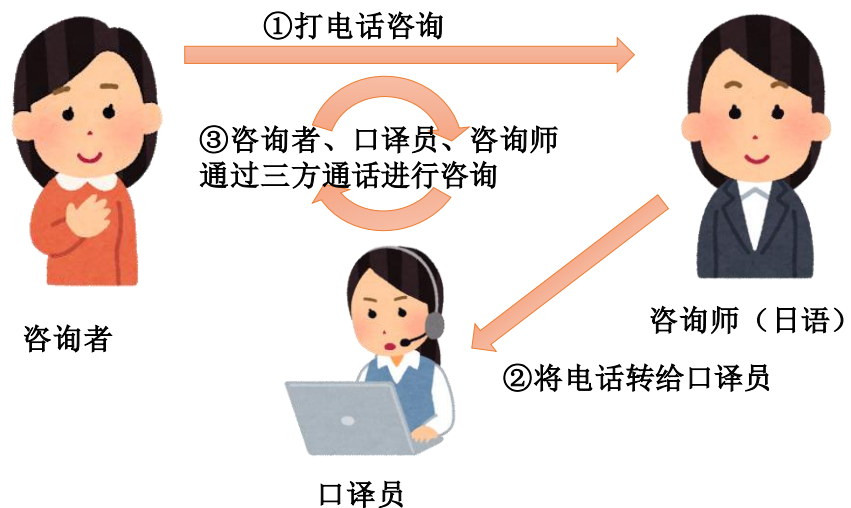 ①打电话咨询
③咨询者、口译员、咨询师
通过三方通话进行咨询
咨询者
咨询师（日语）
②将电话转给口译员
口译员